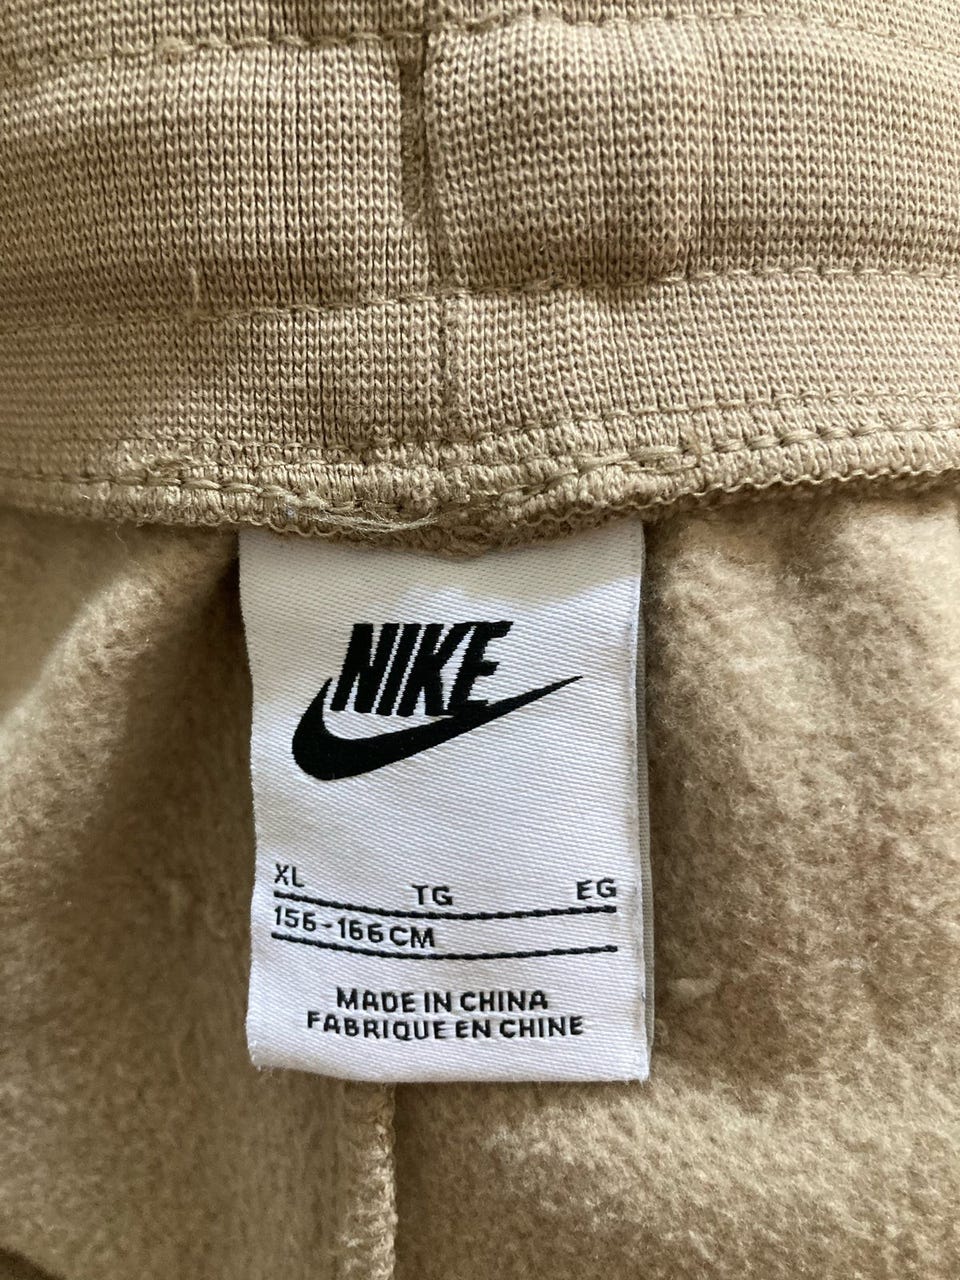 NIKE
XL TG EG
156-166CM
MADE IN CHINA
FABRIQUE EN CHINE